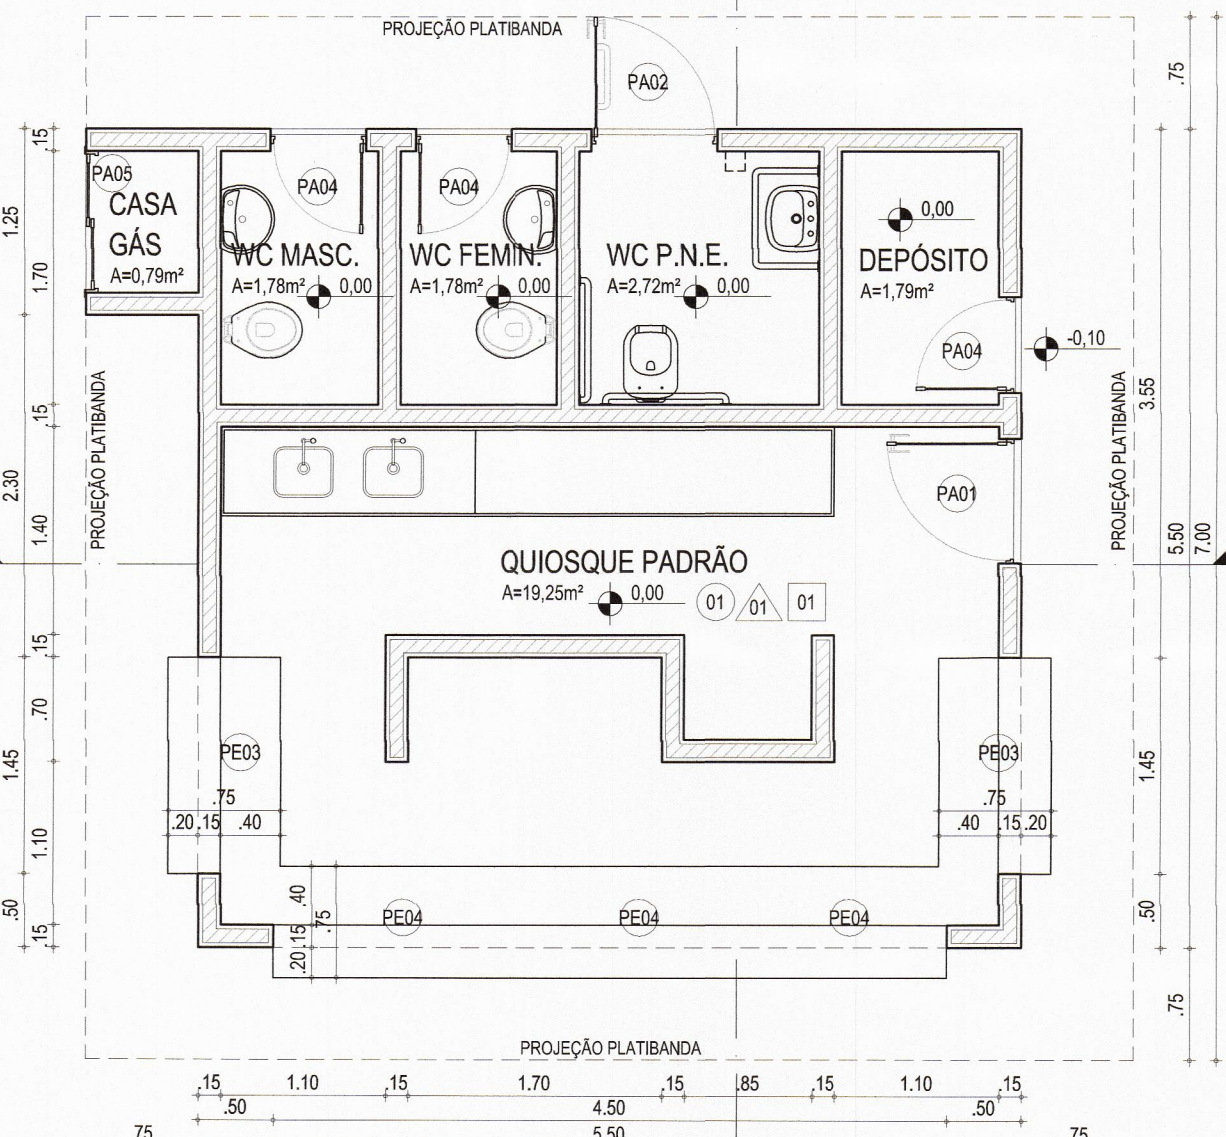 PROJEÇÃO PLATIBANDA
PA02
.75
.15
PA05
CASA
GÁS
A=0,79m²
PA04
WC MASC.
A=1,78m²
0,00
PA04
WC FEMIN.
A=1,78m²
0,00
WC P.N.E.
A=2,72m²
0,00
0,00
DEPÓSITO
A=1,79m²
PA04
-0,10
1.25
1.70
.15
PROJEÇÃO PLATIBANDA
PROJEÇÃO PLATIBANDA
3.55
PA01
2.30
1.40
5.50
7.00
QUIOSQUE PADRÃO
A=19,25m²
0,00
01
01
01
.15
.70
1.45
1.10
.50
.15
PE03
.75
.20
.15
.40
PE03
.75
.40
.15
.20
1.45
.50
.75
.40
.75
.15
.20
PE04
PE04
PE04
PROJEÇÃO PLATIBANDA
.15
1.10
.15
1.70
.15
.85
.15
1.10
.15
.50
4.50
.50
.75
5.50
.75